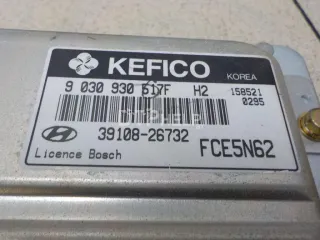 KEFICO
KOREA
9 030 930 517F H2 158521
0295
39108-26732
Licence Bosch FCE5N62